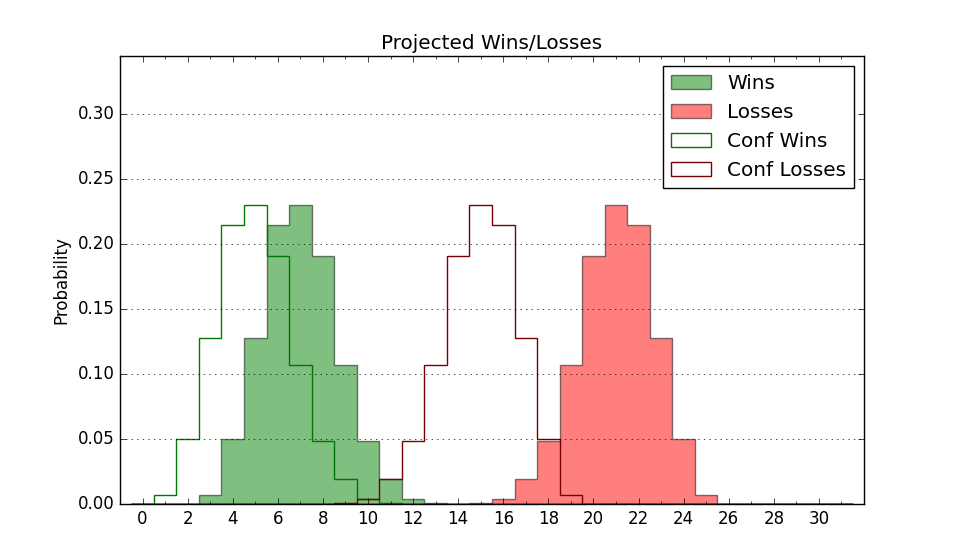 Projected Wins/Losses
Wins
Losses
Conf Wins
Conf Losses
Probability
0.30
0.25
0.20
0.15
0.10
0.05
0.00
0 2 4 6 8 10 12 14 16 18 20 22 24 26 28 30